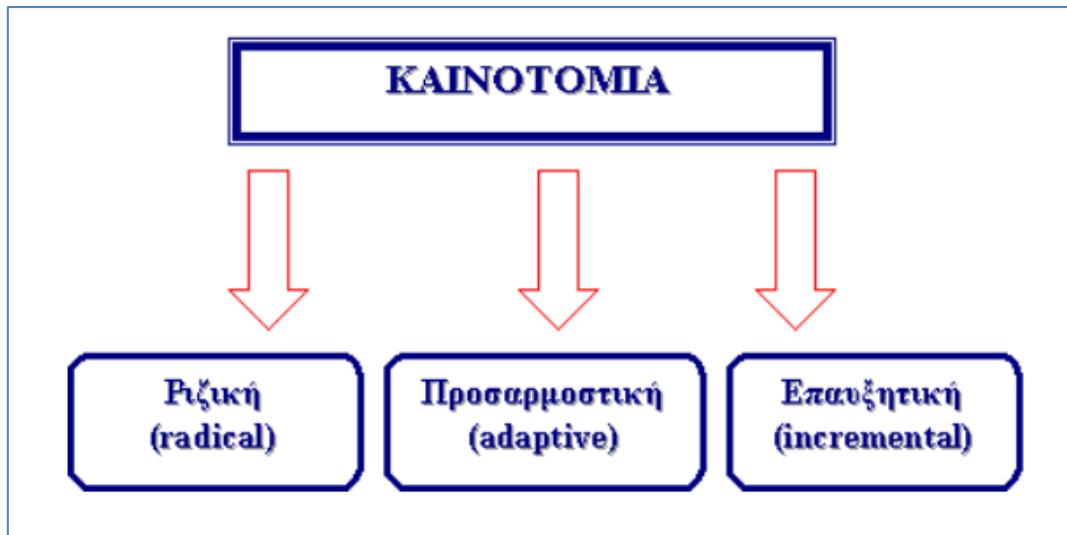 ΚΑΙΝΟΤΟΜΙΑ
Ριζική
(radical)
Προσαρμοστική
(adaptive)
Επαυξητική
(incremental)